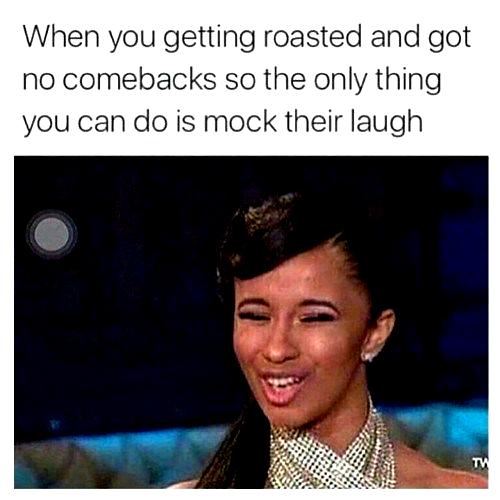 When you getting roasted and got
no comebacks so the only thing
you can do is mock their laugh
TW